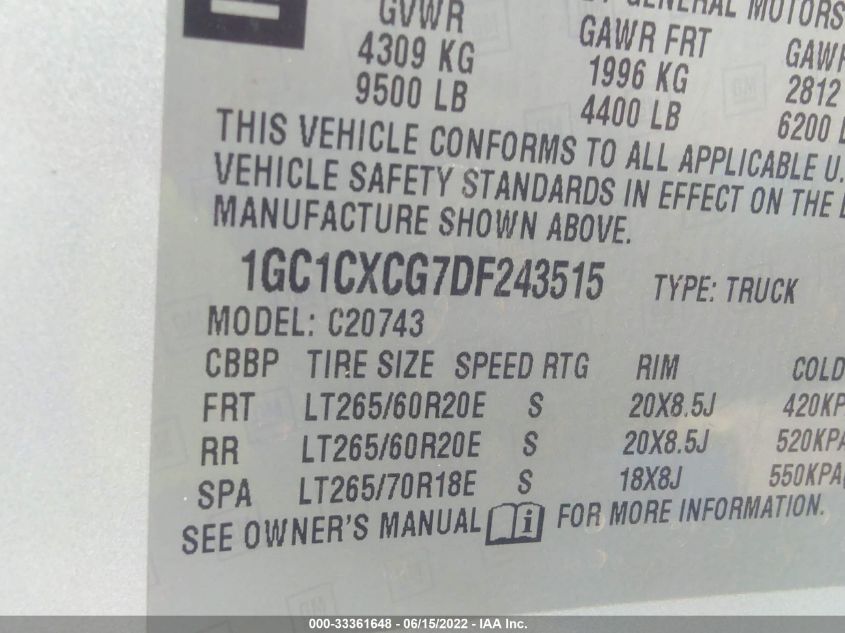 GENERAL MOTORS
GVWR GAWR FRT GAWR
4309 KG 1996 KG 2812
9500 LB 4400 LB 6200
THIS VEHICLE CONFORMS TO ALL APPLICABLE U.
VEHICLE SAFETY STANDARDS IN EFFECT ON THE
MANUFACTURE SHOWN ABOVE.
1GC1CXCG7DF243515 TYPE: TRUCK
MODEL: C20743
CBBP TIRE SIZE SPEED RTG RIM COLD
FRT LT265/60R20E S 20X8.5J 420KP
RR LT265/60R20E S 20X8.5J 520KPA
SPA LT265/70R18E S 18X8J 550KPA
SEE OWNER'S MANUAL i FOR MORE INFORMATION.
000-33361648 - 06/15/2022 - IAA Inc.